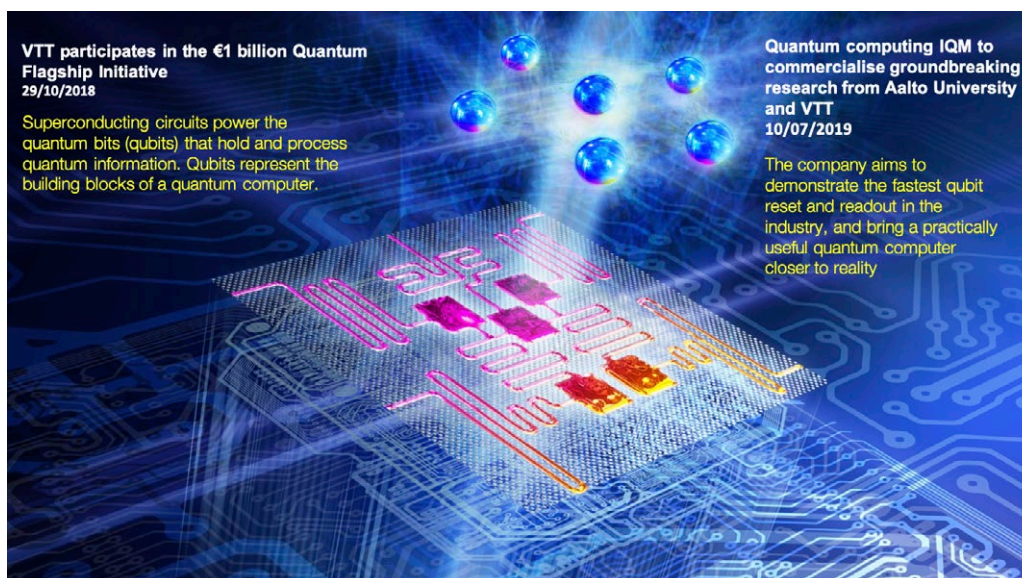 VTT participates in the €1 billion Quantum
Flagship Initiative
29/10/2018
Superconducting circuits power the
quantum bits (qubits) that hold and process
quantum information. Qubits represent the
building blocks of a quantum computer.
Quantum computing IQM to
commercialise groundbreaking
research from Aalto University
and VTT
10/07/2019
The company aims to
demonstrate the fastest qubit
reset and readout in the
industry, and bring a practically
useful quantum computer
closer to reality